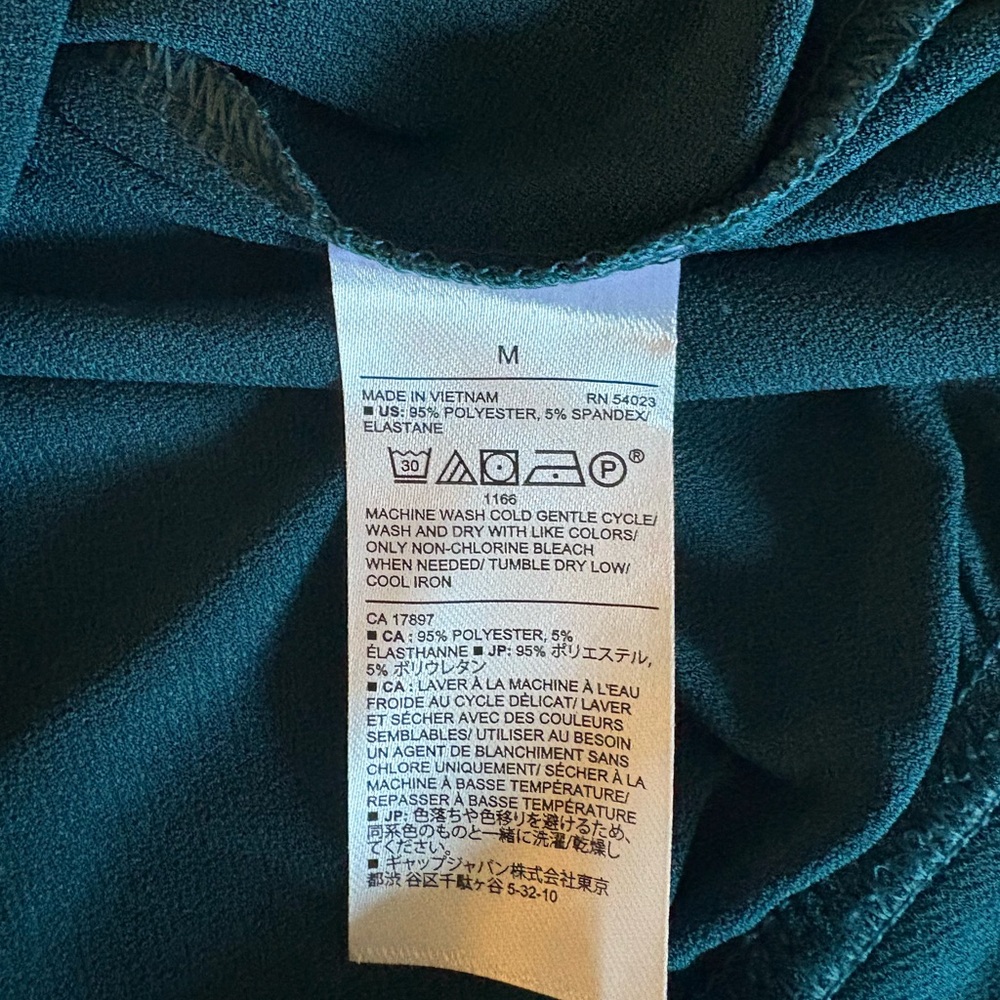 M
MADE IN VIETNAM RN 54023
■ US: 95% POLYESTER, 5% SPANDEX/
ELASTANE
30 P®
1166
MACHINE WASH COLD GENTLE CYCLE/
WASH AND DRY WITH LIKE COLORS/
ONLY NON-CHLORINE BLEACH
WHEN NEEDED/ TUMBLE DRY LOW/
COOL IRON
CA 17897
■ CA : 95% POLYESTER, 5%
ÉLASTHANNE ■ JP: 95% ポリエステル,
5% ポリウレタン
■ CA : LAVER À LA MACHINE À L'EAU
FROIDE AU CYCLE DÉLICAT/ LAVER
ET SÉCHER AVEC DES COULEURS
SEMBLABLES/ UTILISER AU BESOIN
UN AGENT DE BLANCHIMENT SANS
CHLORE UNIQUEMENT/ SÉCHER À LA
MACHINE À BASSE TEMPÉRATURE/
REPASSER À BASSE TEMPÉRATURE
■ JP: 色落ちや色移りを避けるため、
同系色のものと一緒に洗濯/乾燥し
てください。
■ ギャップジャパン株式会社東京
都渋 谷区千駄ヶ谷 5-32-10